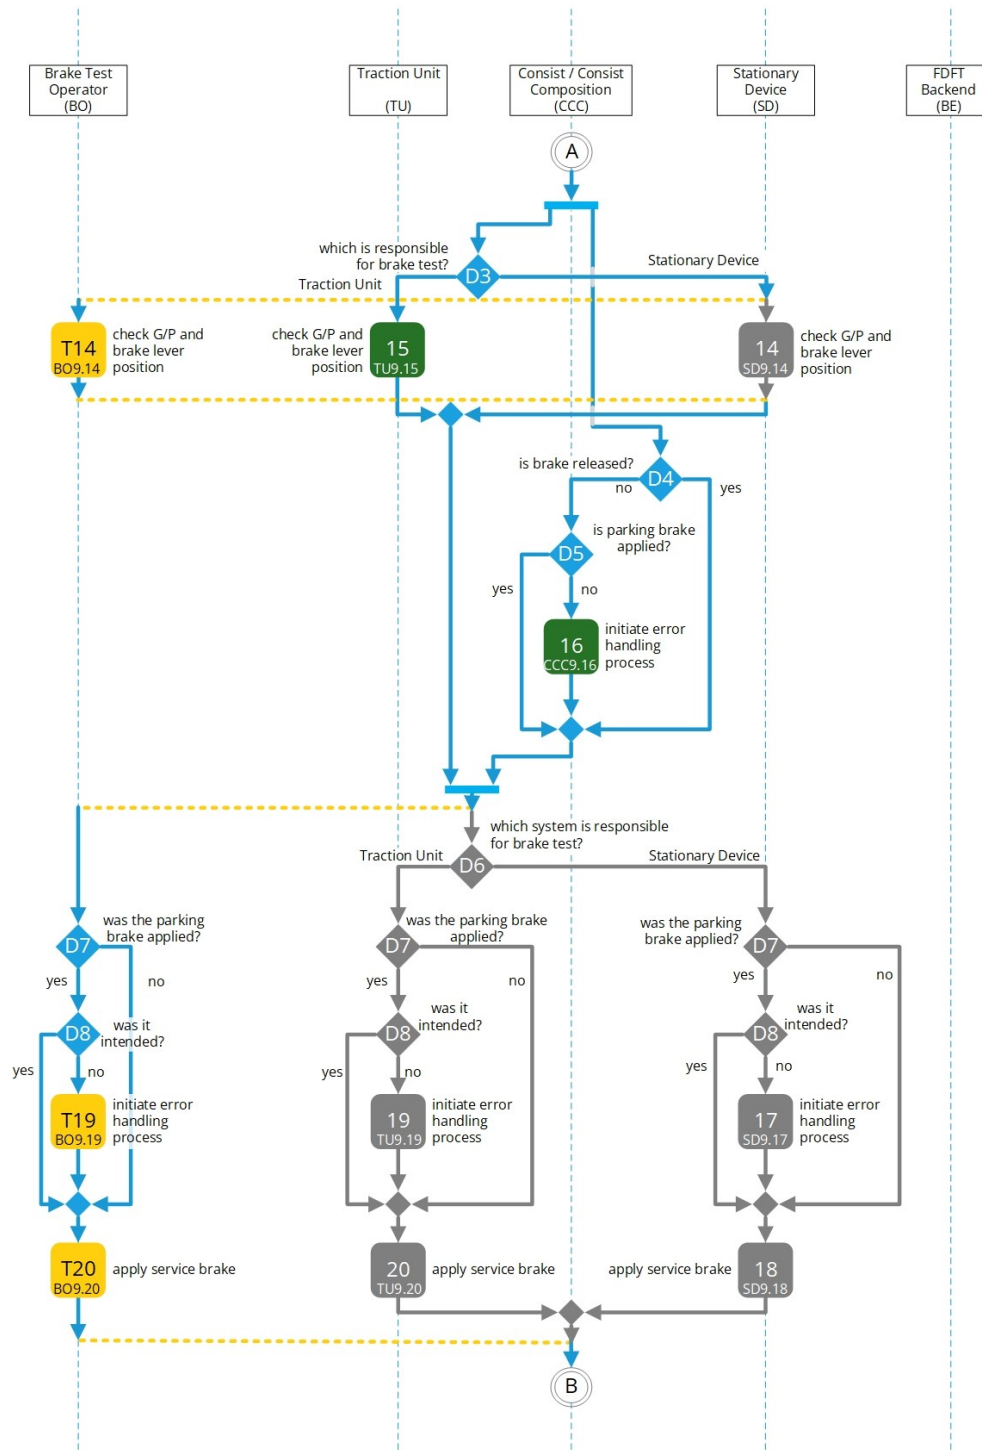 Brake Test
Operator
(BO)
Traction Unit
(TU)
Consist / Consist
Composition
(CCC)
Stationary
Device
(SD)
FDFT
Backend
(BE)
A
which is responsible
for brake test?
D3
Stationary Device
Traction Unit
T14
BO9.14
check G/P and
brake lever
position
check G/P and
brake lever
position
15
TU9.15
14
SD9.14
check G/P and
brake lever
position
is brake released?
D4
no
yes
is parking brake
applied?
D5
yes
no
16
CCC9.16
initiate error
handling
process
which system is responsible
for brake test?
D6
Traction Unit
Stationary Device
was the parking
brake applied?
D7
yes
no
was it
intended?
D8
yes
no
T19
BO9.19
initiate error
handling
process
T20
BO9.20
apply service brake
was the parking brake
applied?
D7
yes
no
was it
intended?
D8
yes
no
19
TU9.19
initiate error
handling
process
20
TU9.20
apply service brake
was the parking
brake applied?
D7
yes
no
was it
intended?
D8
yes
no
17
SD9.17
initiate error
handling
process
apply service brake
18
SD9.18
B